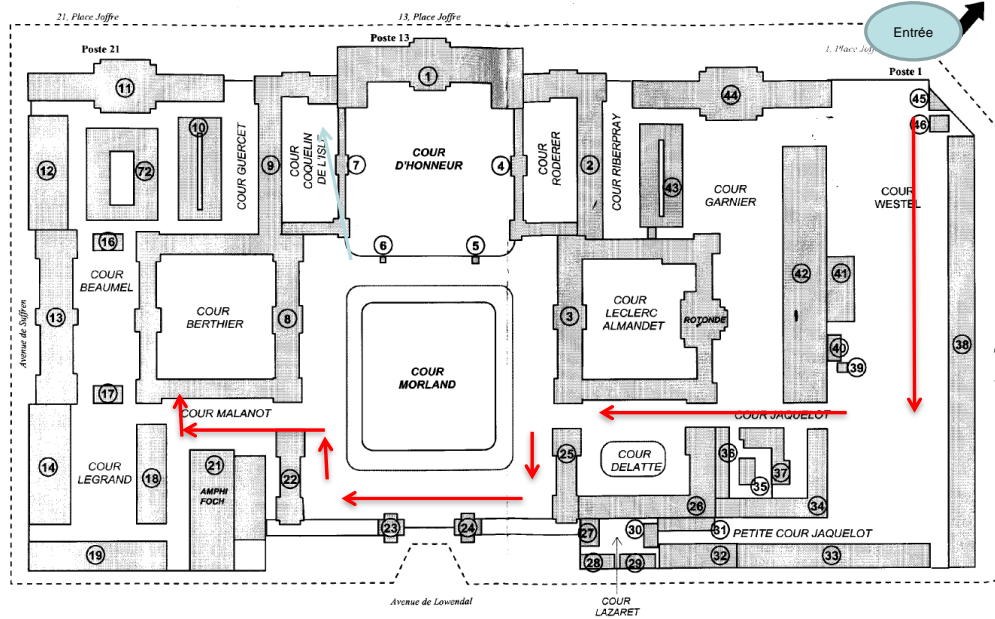 21, Place Joffre
13, Place Joffre
Entrée
1, Place
Poste 21
Poste 13
Poste 1
11
1
44
45
46
10
12
72
COUR GUERCET
9
COUR
COQUELIN
DE L'ISLE
7
COUR
D'HONNEUR
4
COUR
RODERER
2
COUR RIBERPRAY
43
COUR
GARNIER
COUR
WESTEL
16
6
5
COUR
BEAUMEL
42
41
13
COUR
BERTHIER
8
3
COUR
LECLERC
ALMANDET
ROTONDE
38
Avenue de Suffren
40
39
COUR
MORLAND
17
COUR MALANOT
COUR JAQUELOT
14
COUR
LEGRAND
18
21
AMPHI
FOCH
22
25
COUR
DELATTE
36
35
37
26
34
23
24
27
30
31
PETITE COUR JAQUELOT
19
28
29
32
33
Avenue de Lowendal
COUR
LAZARET